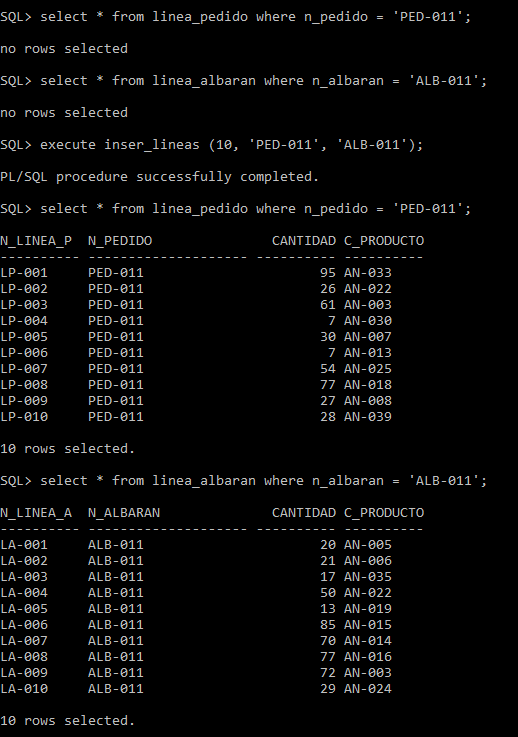 SQL> select * from linea_pedido where n_pedido = 'PED-011';
no rows selected
SQL> select * from linea_albaran where n_albaran = 'ALB-011';
no rows selected
SQL> execute inser_lineas (10, 'PED-011', 'ALB-011');
PL/SQL procedure successfully completed.
SQL> select * from linea_pedido where n_pedido = 'PED-011';
N_LINEA_P  N_PEDIDO               CANTIDAD C_PRODUCTO
---------- -------------------- ---------- ----------
LP-001     PED-011                      95 AN-033
LP-002     PED-011                      26 AN-022
LP-003     PED-011                      61 AN-003
LP-004     PED-011                       7 AN-030
LP-005     PED-011                      30 AN-007
LP-006     PED-011                       7 AN-013
LP-007     PED-011                      54 AN-025
LP-008     PED-011                      77 AN-018
LP-009     PED-011                      27 AN-008
LP-010     PED-011                      28 AN-039
10 rows selected.
SQL> select * from linea_albaran where n_albaran = 'ALB-011';
N_LINEA_A  N_ALBARAN              CANTIDAD C_PRODUCTO
---------- -------------------- ---------- ----------
LA-001     ALB-011                      20 AN-005
LA-002     ALB-011                      21 AN-006
LA-003     ALB-011                      17 AN-035
LA-004     ALB-011                      50 AN-022
LA-005     ALB-011                      13 AN-019
LA-006     ALB-011                      85 AN-015
LA-007     ALB-011                      70 AN-014
LA-008     ALB-011                      77 AN-016
LA-009     ALB-011                      72 AN-003
LA-010     ALB-011                      29 AN-024
10 rows selected.